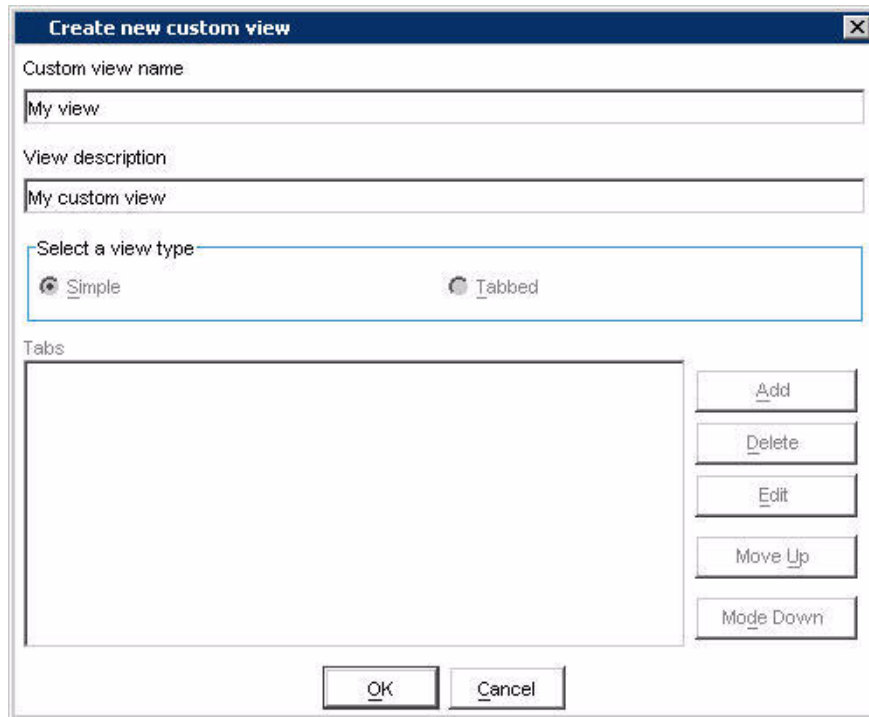 Create new custom view
Custom view name
My view
View description
My custom view
Select a view type
Simple
Tabbed
Tabs
Add
Delete
Edit
Move Up
Mode Down
OK
Cancel